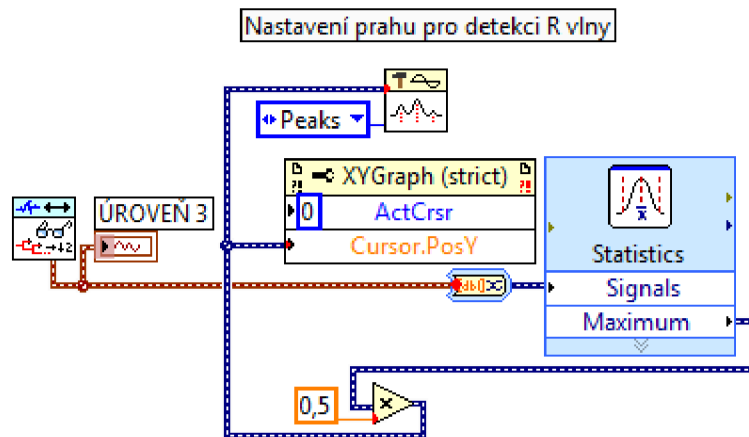 Nastavení prahu pro detekci R vlny
Peaks
XYGraph (strict)
0
ActCrsr
Cursor.PosY
ÚROVEŇ 3
Statistics
Signals
Maximum
0,5
x